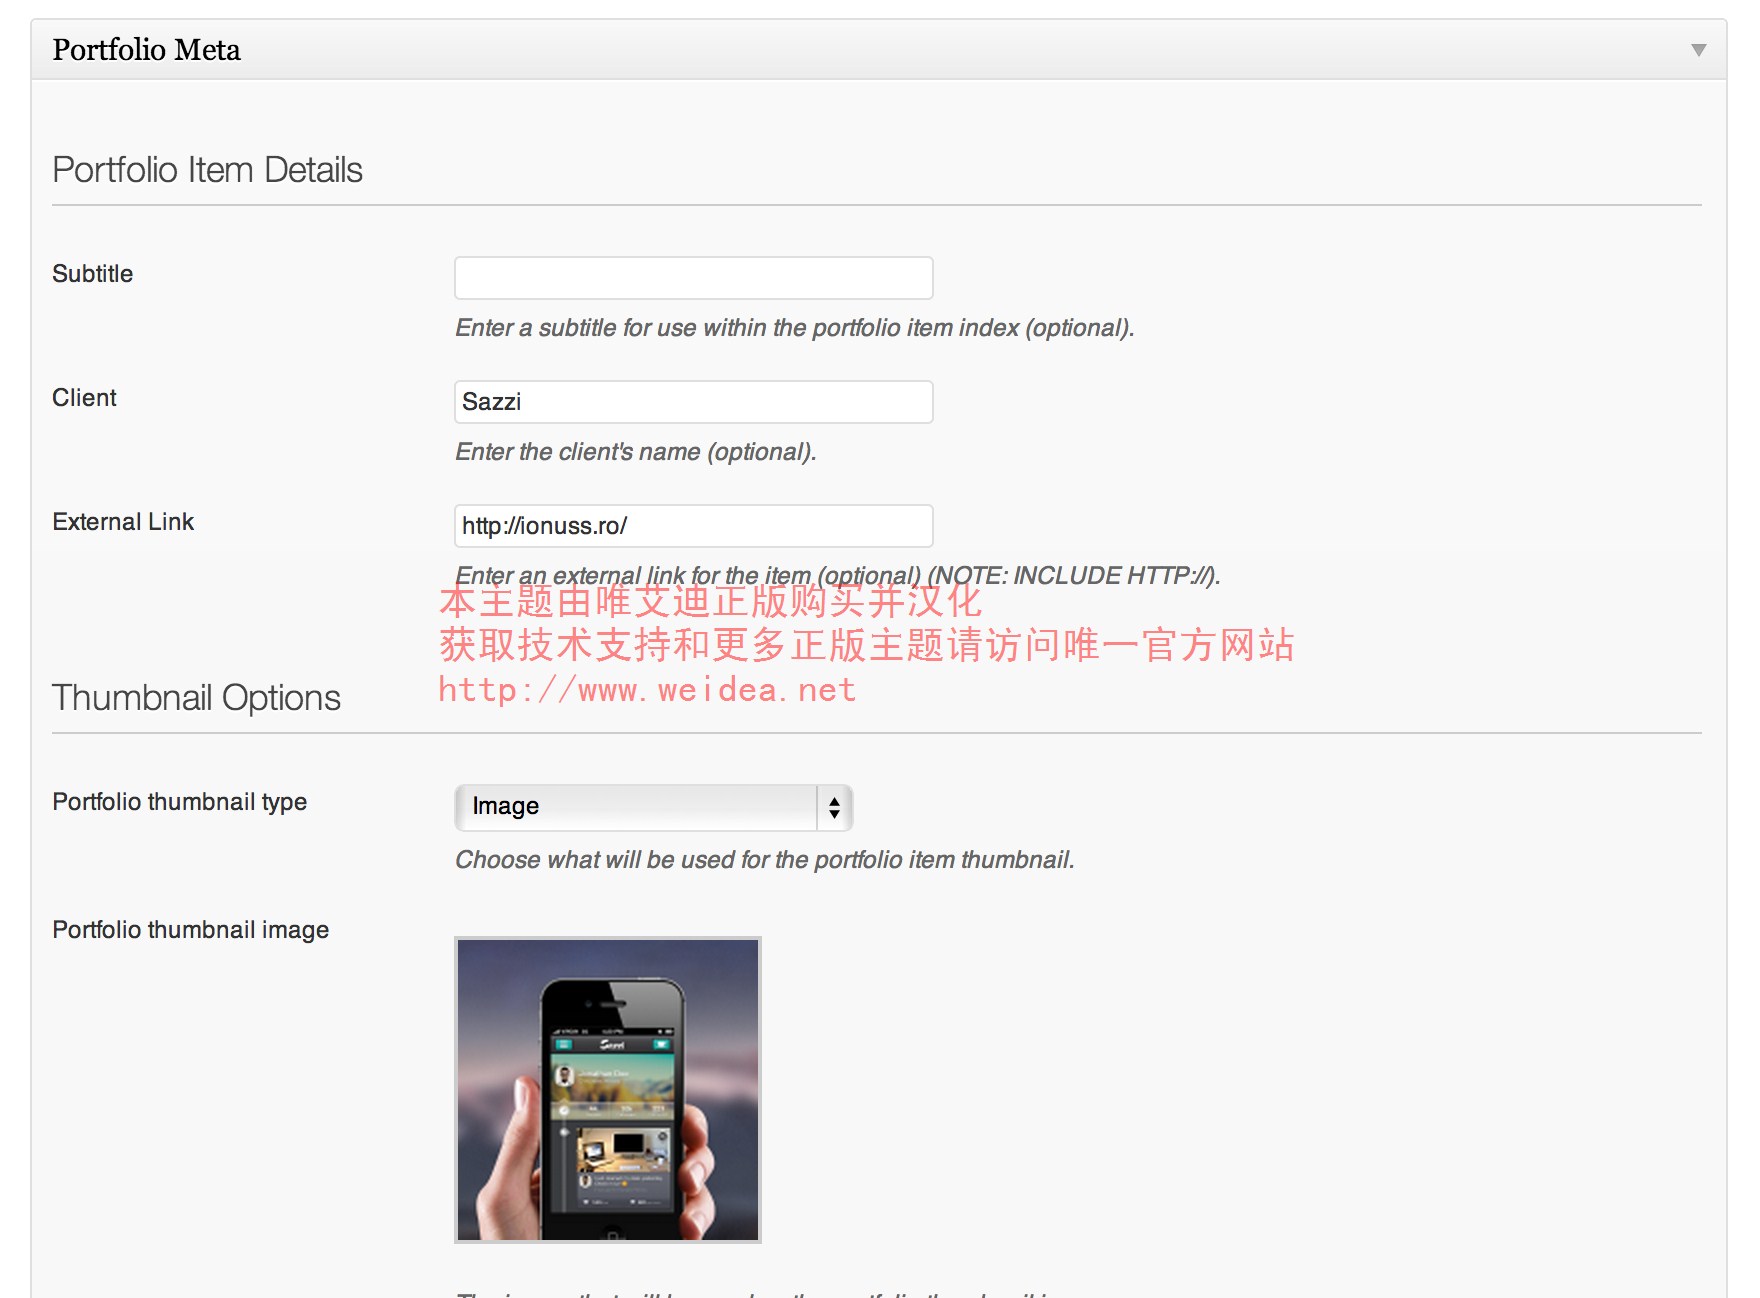 Portfolio Meta
Portfolio Item Details
Subtitle
Enter a subtitle for use within the portfolio item index (optional).
Client
Sazzi
Enter the client's name (optional).
External Link
http://ionuss.ro/
Enter an external link for the item (optional) (NOTE: INCLUDE HTTP://).
本主题由唯艾迪正版购买并汉化
获取技术支持和更多正版主题请访问唯一官方网站
http://www.weidea.net
Thumbnail Options
Portfolio thumbnail type
Image
Choose what will be used for the portfolio item thumbnail.
Portfolio thumbnail image
Sazzi